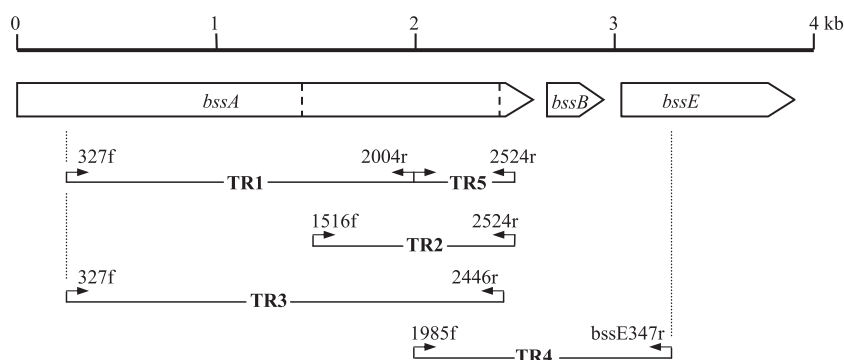 0 1 2 3 4 kb
bssA bssB bssE
327f 2004r 2524r
TR1 TR5
1516f 2524r
TR2
327f 2446r
TR3
1985f bssE347r
TR4